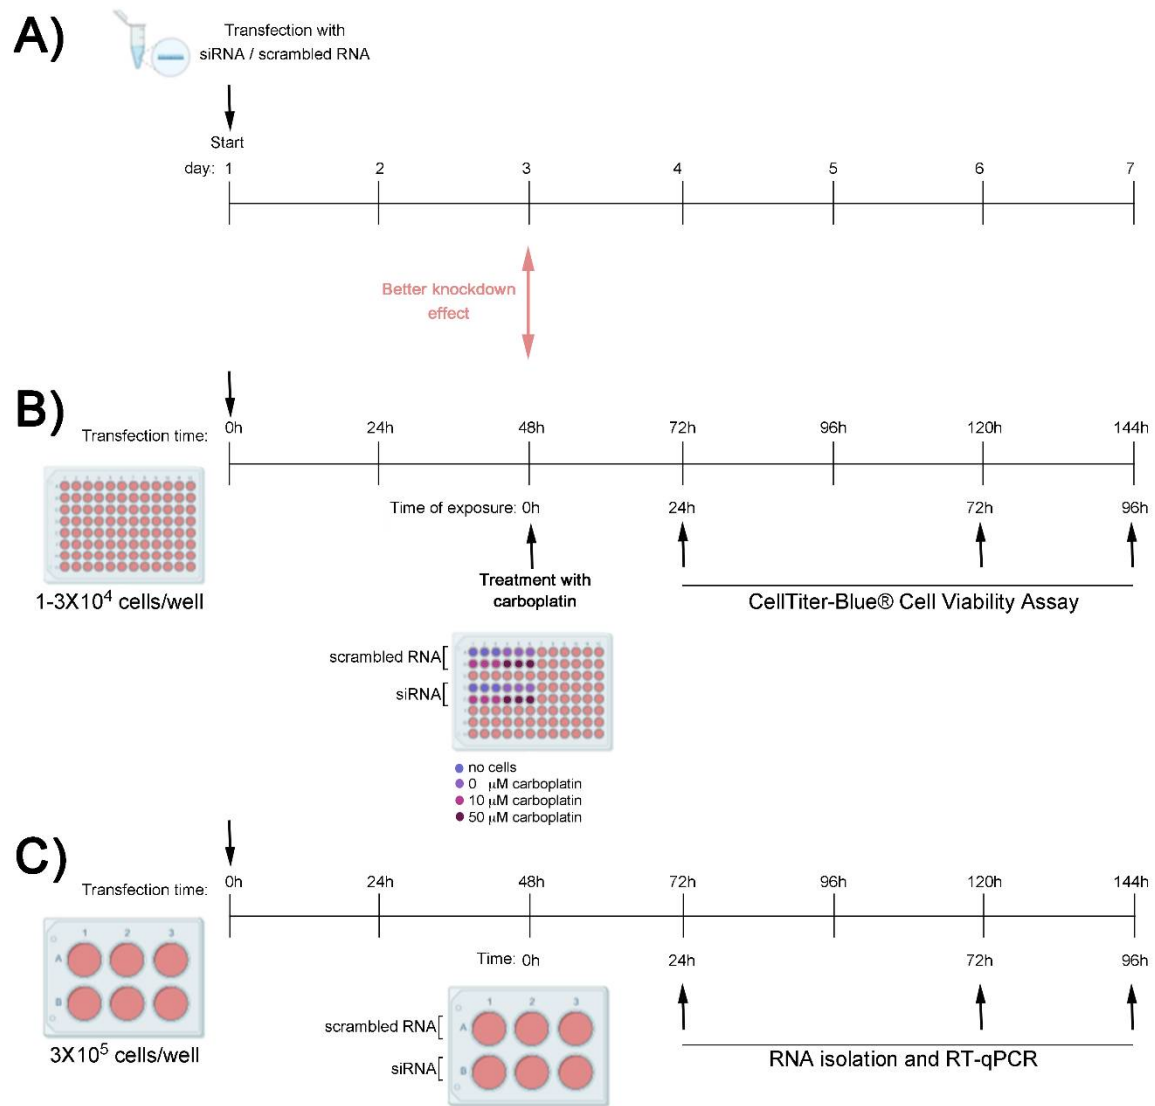 A)
Transfection with
siRNA / scrambled RNA
Start
day: 1 2 3 4 5 6 7
Better knockdown
effect
B)
Transfection time: 0h 24h 48h 72h 96h 120h 144h
Time of exposure: 0h 24h 72h 96h
1-3X10⁴ cells/well
Treatment with
carboplatin
CellTiter-Blue® Cell Viability Assay
scrambled RNA
siRNA
no cells
0 μM carboplatin
10 μM carboplatin
50 μM carboplatin
C)
Transfection time: 0h 24h 48h 72h 96h 120h 144h
1 2 3
A
B
3X10⁵ cells/well
Time: 0h 24h 72h 96h
1 2 3
scrambled RNA A
siRNA B
RNA isolation and RT-qPCR